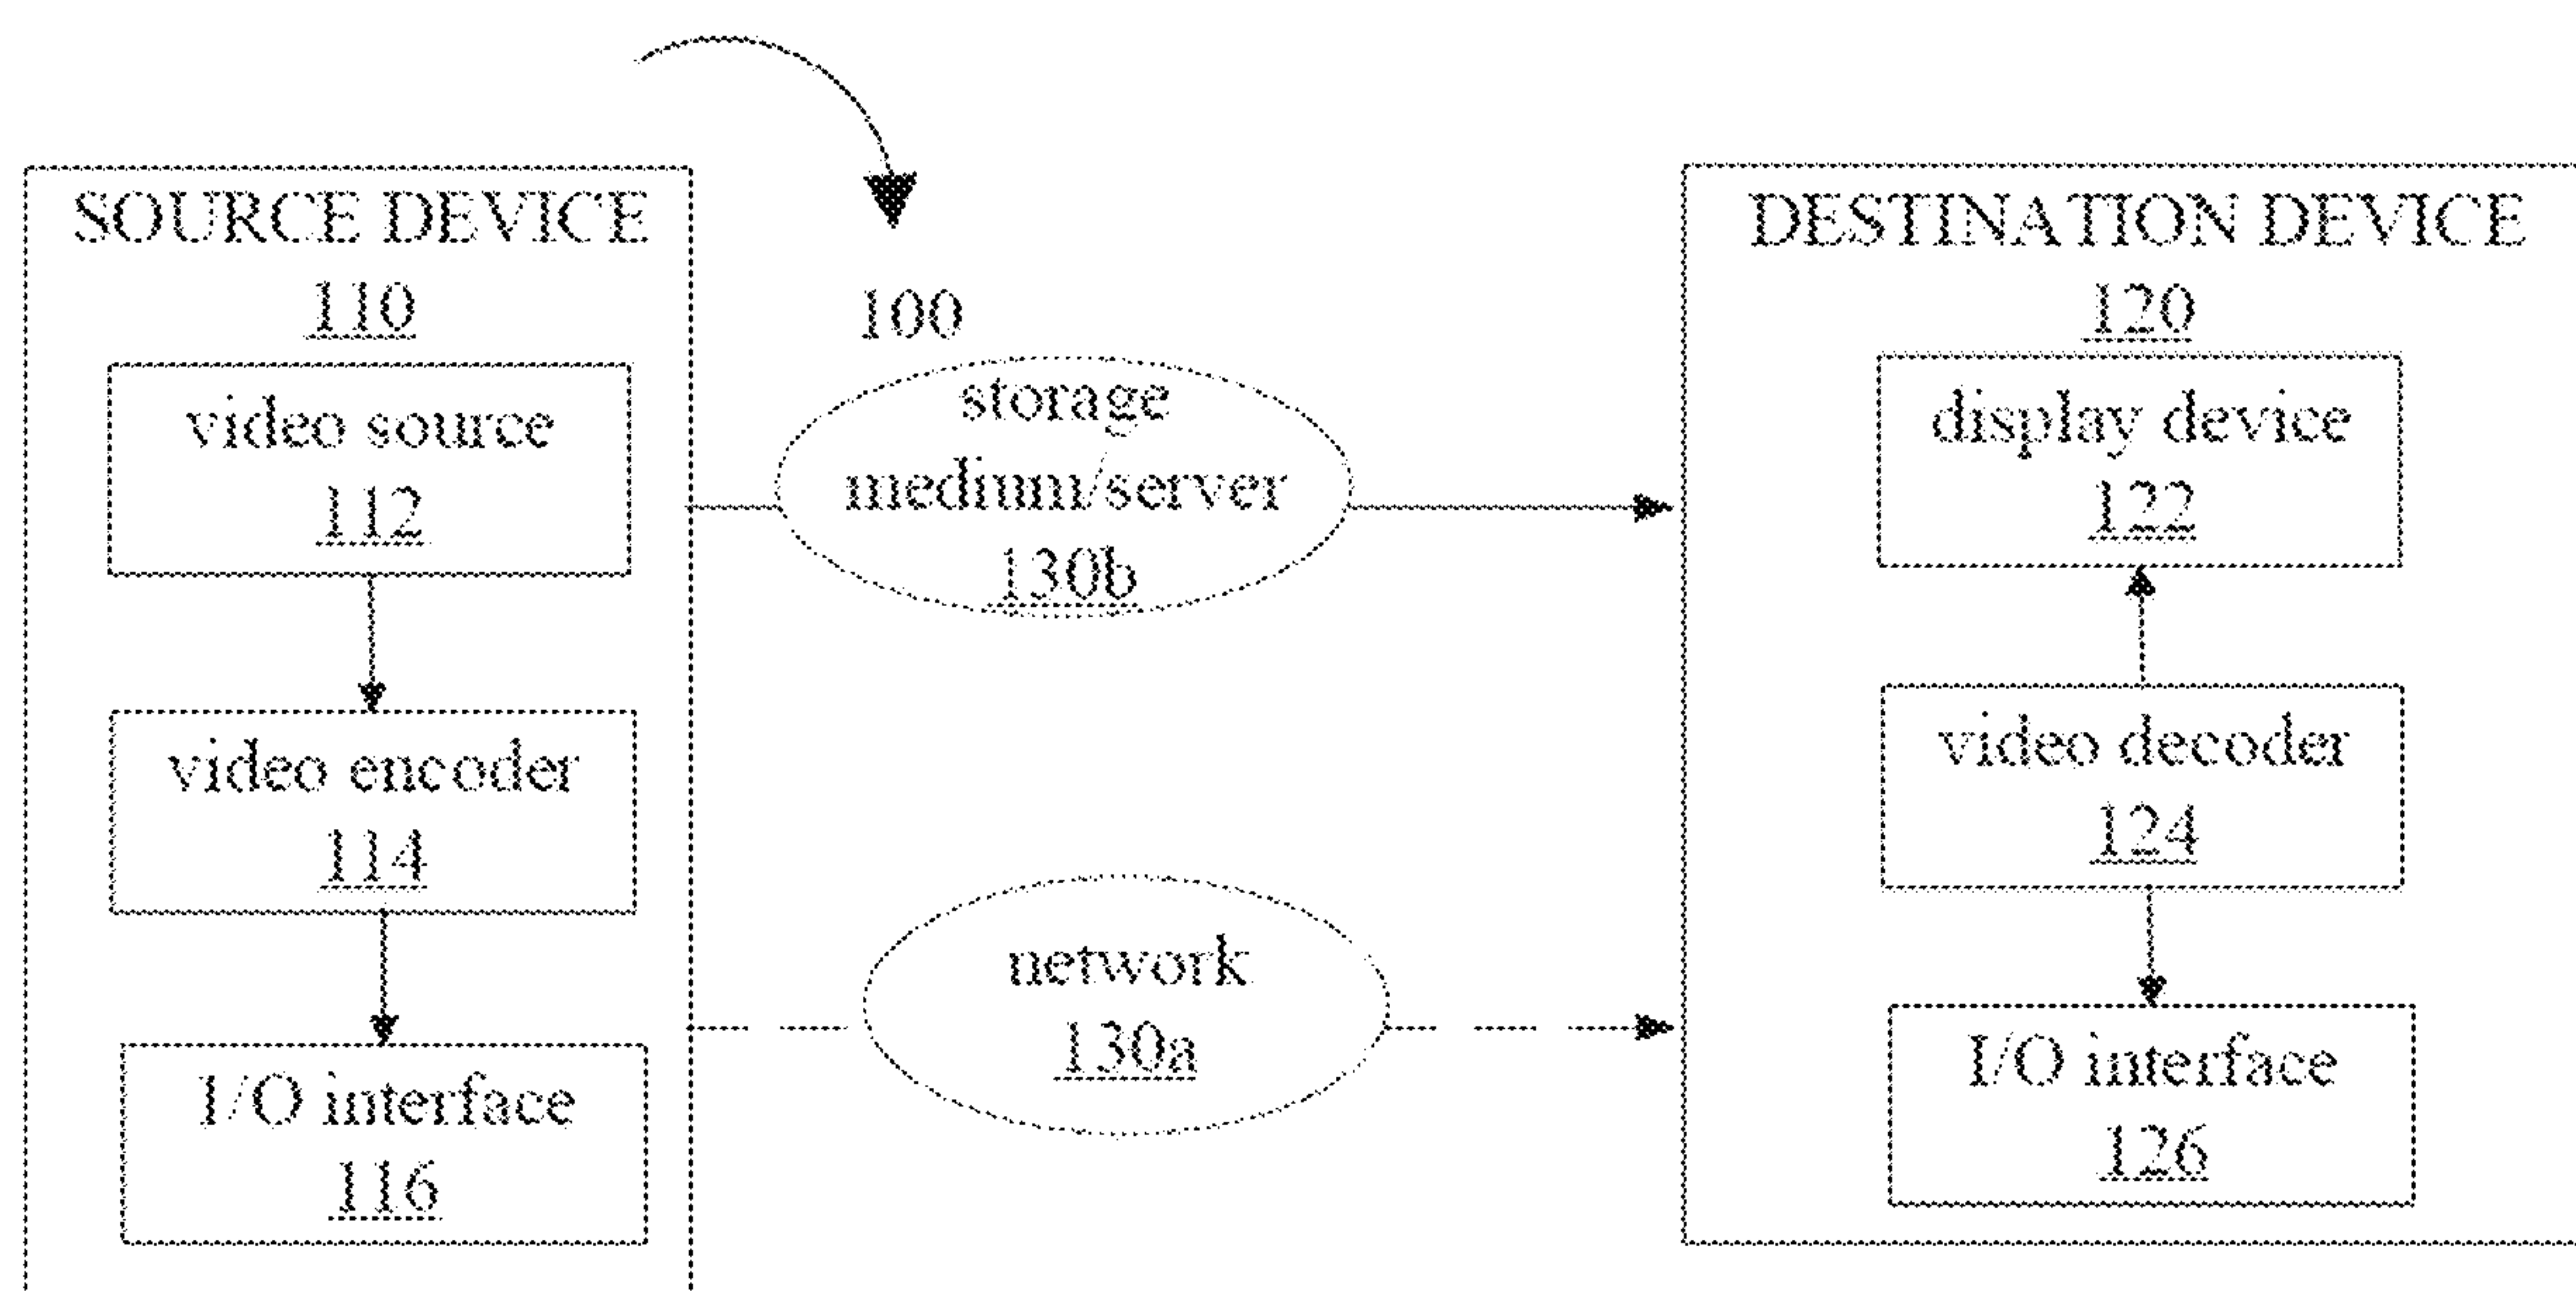 SOURCE DEVICE
110
video source
112
video encoder
114
I/O interface
116
100
storage
medium/server
130b
network
130a
DESTINATION DEVICE
120
display device
122
video decoder
124
I/O interface
126